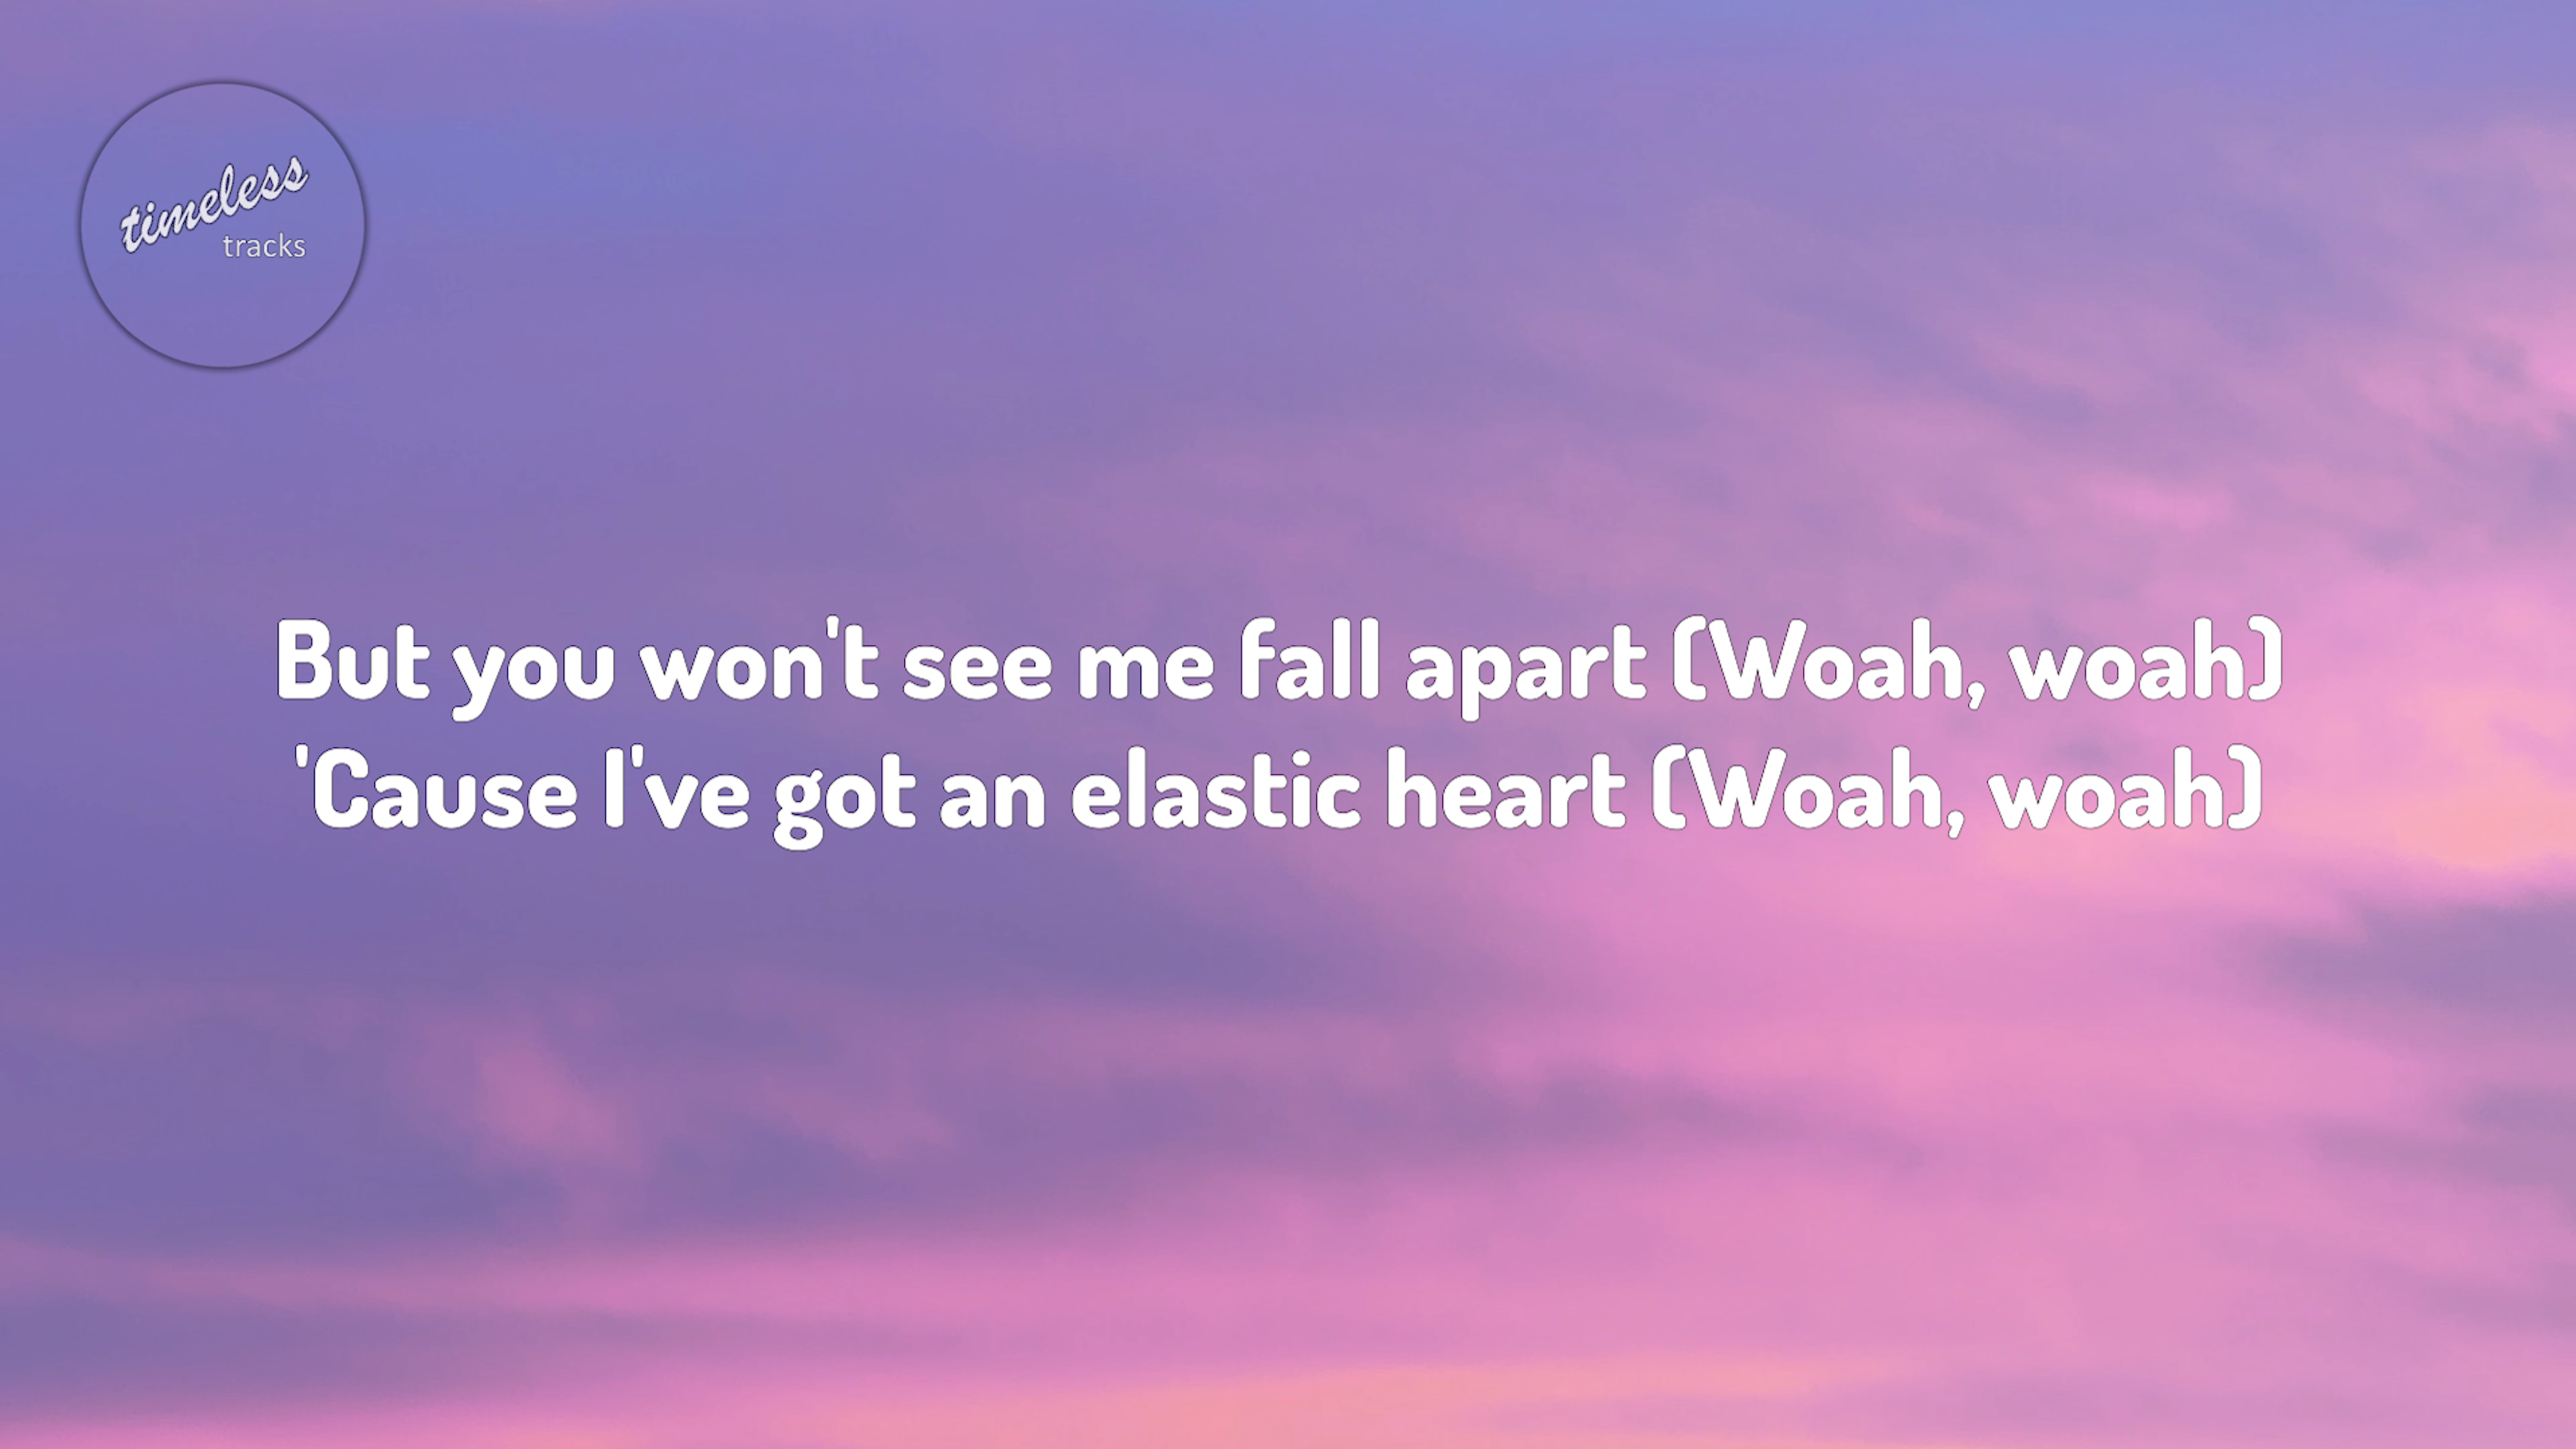 timeless
tracks
But you won't see me fall apart (Woah, woah)
'Cause I've got an elastic heart (Woah, woah)